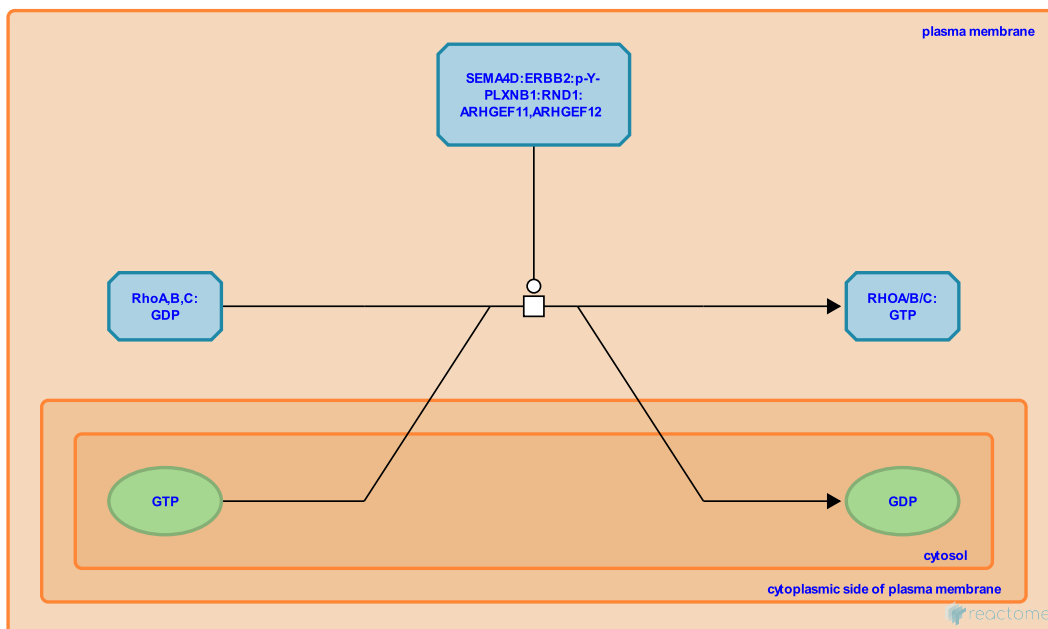 plasma membrane
SEMA4D:ERBB2:p-Y-
PLXNB1:RND1:
ARHGEF11,ARHGEF12
RhoA,B,C:
GDP
RHOA/B/C:
GTP
GTP
GDP
cytosol
cytoplasmic side of plasma membrane
reactome